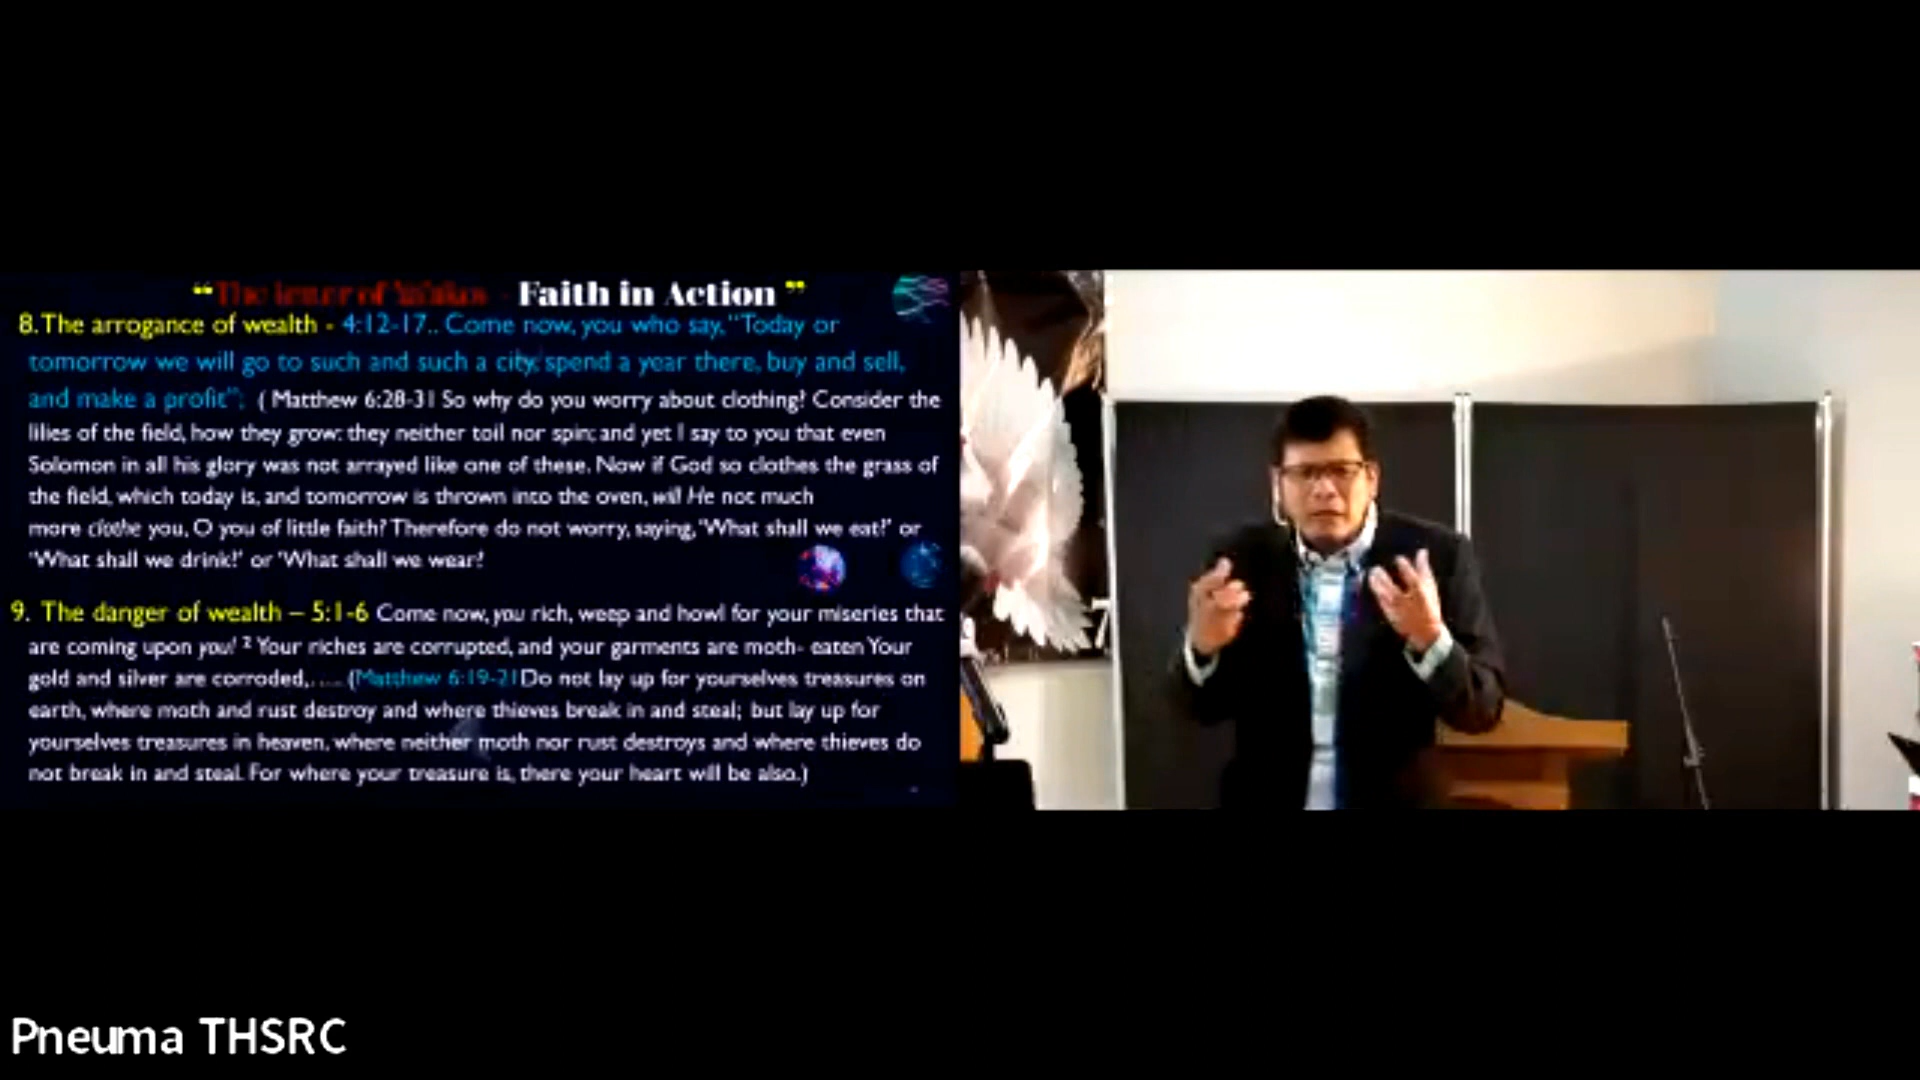 “The letter of Ya'akov - Faith in Action ”
8.The arrogance of wealth - 4:12-17.. Come now, you who say, “Today or
tomorrow we will go to such and such a city, spend a year there, buy and sell,
and make a profit”; ( Matthew 6:28-31 So why do you worry about clothing? Consider the
lilies of the field, how they grow: they neither toil nor spin; and yet I say to you that even
Solomon in all his glory was not arrayed like one of these. Now if God so clothes the grass of
the field, which today is, and tomorrow is thrown into the oven, will He not much
more clothe you, O you of little faith? Therefore do not worry, saying, ‘What shall we eat?’ or
‘What shall we drink?’ or ‘What shall we wear?
9. The danger of wealth – 5:1-6 Come now, you rich, weep and howl for your miseries that
are coming upon you! ² Your riches are corrupted, and your garments are moth- eaten Your
gold and silver are corroded,..... (Matthew 6:19-21Do not lay up for yourselves treasures on
earth, where moth and rust destroy and where thieves break in and steal; but lay up for
yourselves treasures in heaven, where neither moth nor rust destroys and where thieves do
not break in and steal. For where your treasure is, there your heart will be also.)
7
Pneuma THSRC